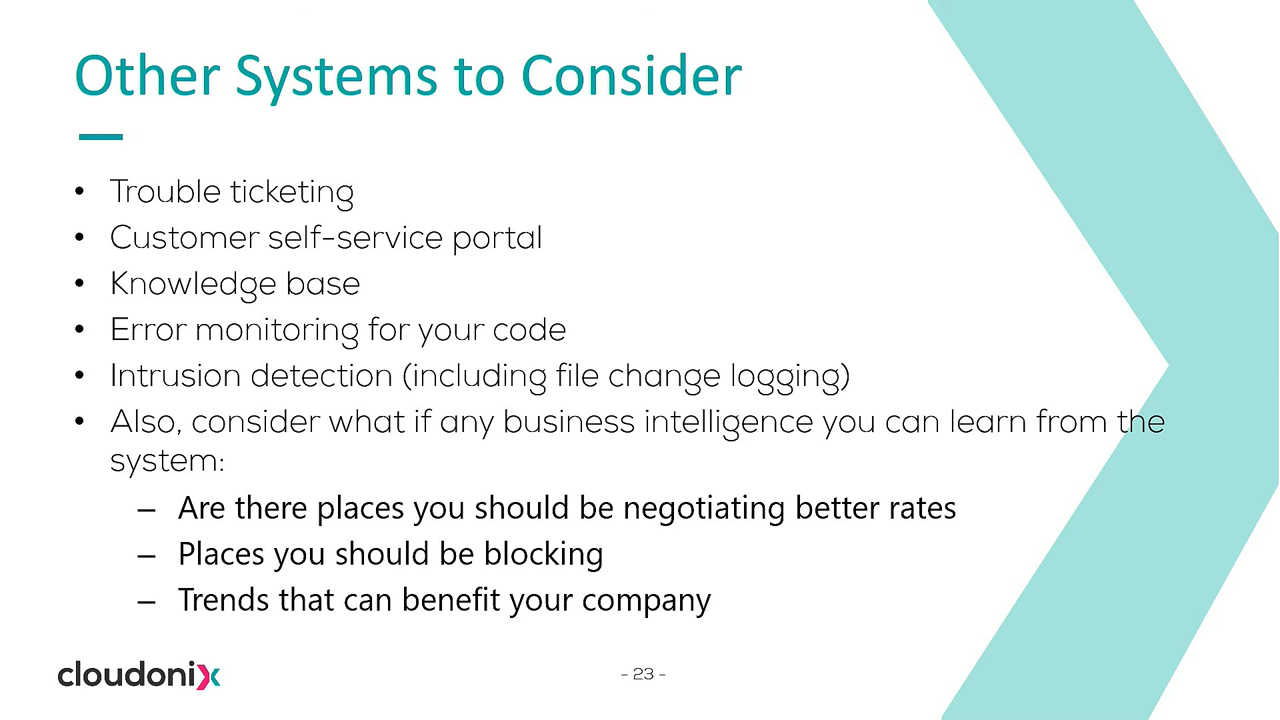 Other Systems to Consider
• Trouble ticketing
• Customer self-service portal
• Knowledge base
• Error monitoring for your code
• Intrusion detection (including file change logging)
• Also, consider what if any business intelligence you can learn from the
system:
– Are there places you should be negotiating better rates
– Places you should be blocking
– Trends that can benefit your company
cloudonix
- 23 -